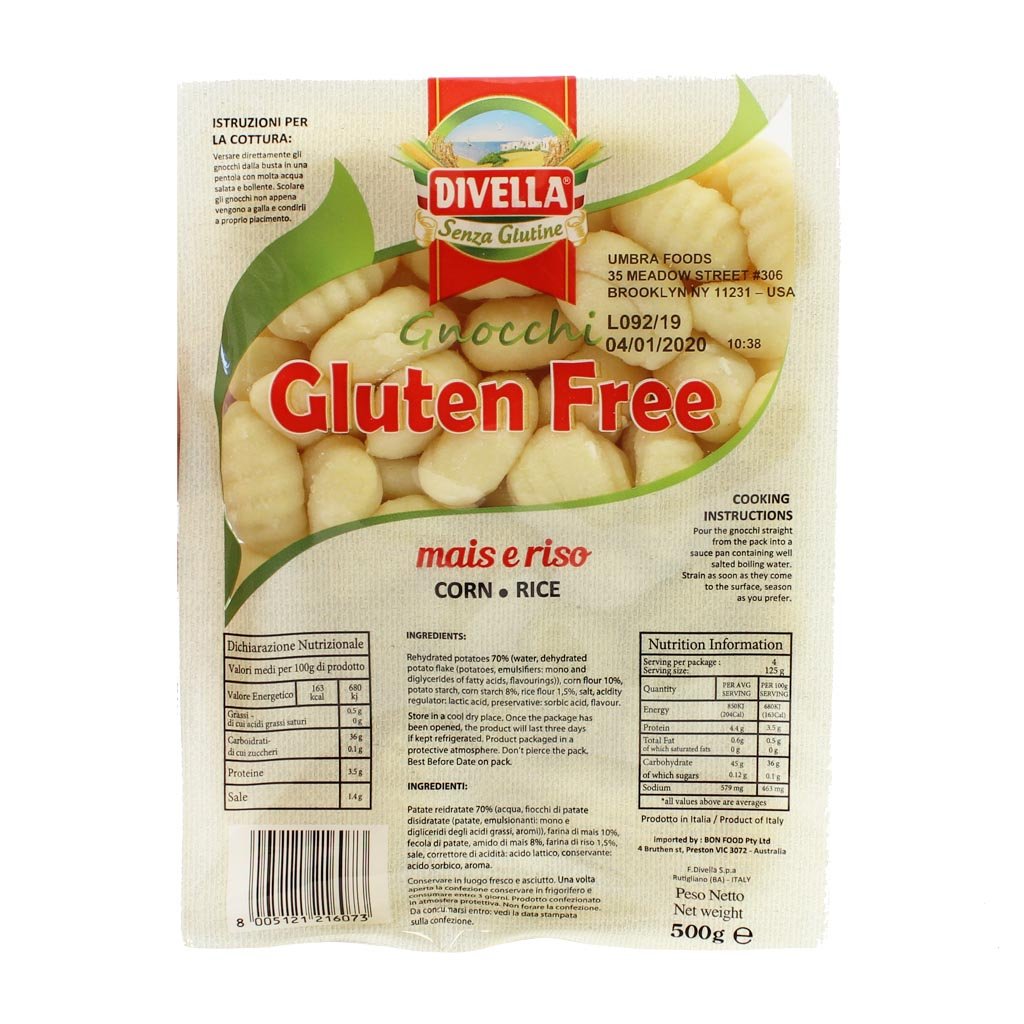 ISTRUZIONI PER
LA COTTURA:
Versare direttamente gli
gnocchi dalla busta in una
pentola con molta acqua
salata e bollente. Scolare
gli gnocchi non appena
vengono a galla e condirli
a proprio piacimento.
DIVELLA®
Senza Glutine
UMBRA FOODS
35 MEADOW STREET #306
BROOKLYN NY 11231 – USA
L092/19
04/01/2020 10:38
Gnocchi
Gluten Free
mais e riso
CORN • RICE
COOKING
INSTRUCTIONS
Pour the gnocchi straight
from the pack into a
sauce pan containing well
salted boiling water.
Strain as soon as they come
to the surface, season
as you prefer.
Dichiarazione Nutrizionale
Valori medi per 100g di prodotto
Valore Energetico 163 kcal 680 kj
Grassi - 0,5 g
di cui acidi grassi saturi 0 g
Carboidrati- 36 g
di cui zuccheri 0,1 g
Proteine 3,5 g
Sale 1,4 g
INGREDIENTS:
Rehydrated potatoes 70% (water, dehydrated
potato flake (potatoes, emulsifiers: mono and
diglycerides of fatty acids, flavourings)), corn flour 10%,
potato starch, corn starch 8%, rice flour 1,5%, salt, acidity
regulator: lactic acid, preservative: sorbic acid, flavour.
Store in a cool dry place. Once the package has
been opened, the product will last three days
If kept refrigerated. Product packaged in a
protective atmosphere. Don't pierce the pack.
Best Before Date on pack.
INGREDIENTI:
Patate reidratate 70% (acqua, fiocchi di patate
disidratate (patate, emulsionanti: mono e
digliceridi degli acidi grassi, aromi)), farina di mais 10%,
fecola di patate, amido di mais 8%, farina di riso 1,5%,
sale, correttore di acidità: acido lattico, conservante:
acido sorbico, aroma.
Conservare in luogo fresco e asciutto. Una volta
aperta la confezione conservare in frigorifero e
consumare entro 3 giorni. Prodotto confezionato
in atmosfera protettiva. Non forare la confezione.
Da consumarsi entro: vedi la data stampata
sulla confezione.
Nutrition Information
Serving per package : 4
Serving size: 125 g
Quantity PER AVG SERVING PER 100g SERVING
Energy 850KJ (204Cal) 680KJ (163Cal)
Protein 4.4 g 3.5 g
Total Fat 0.6g 0.5 g
of which saturated fats 0 g 0 g
Carbohydrate 45 g 36 g
of which sugars 0.12 g 0.1 g
Sodium 579 mg 463 mg
*all values above are averages
Prodotto in Italia / Product of Italy
Imported by : BON FOOD Pty Ltd
4 Bruthen st, Preston VIC 3072 - Australia
F.Divella S.p.a
Rutigliano (BA) - ITALY
Peso Netto
Net weight
500g ℮
8 005121 216073